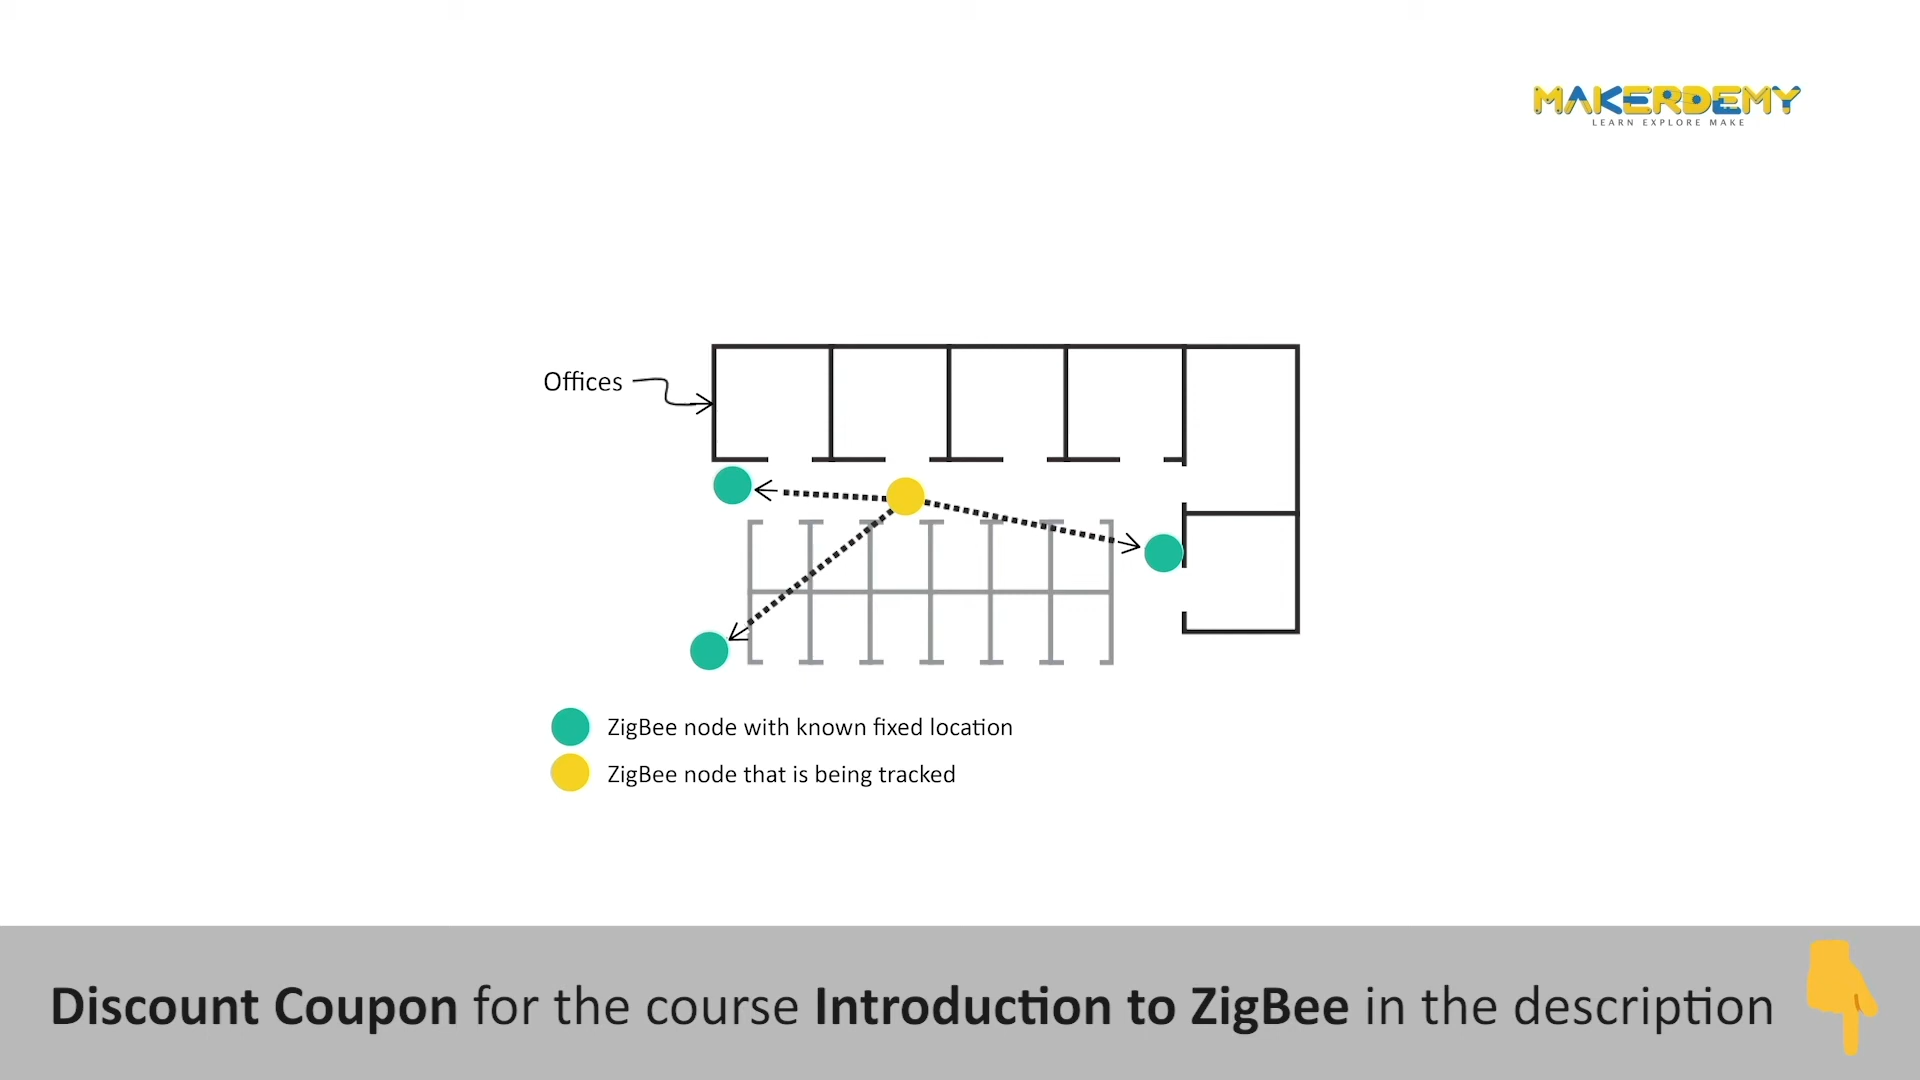 MAKERDEMY
LEARN EXPLORE MAKE
Offices
ZigBee node with known fixed location
ZigBee node that is being tracked
Discount Coupon for the course Introduction to ZigBee in the description